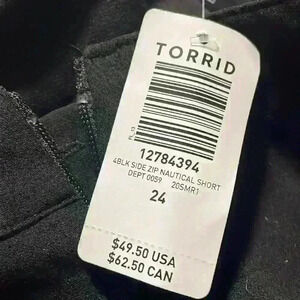 TORRID
12784394
4BLK SIDE ZIP NAUTICAL SHORT
DEPT 0059 20SMR1
24
$49.50 USA
$62.50 CAN